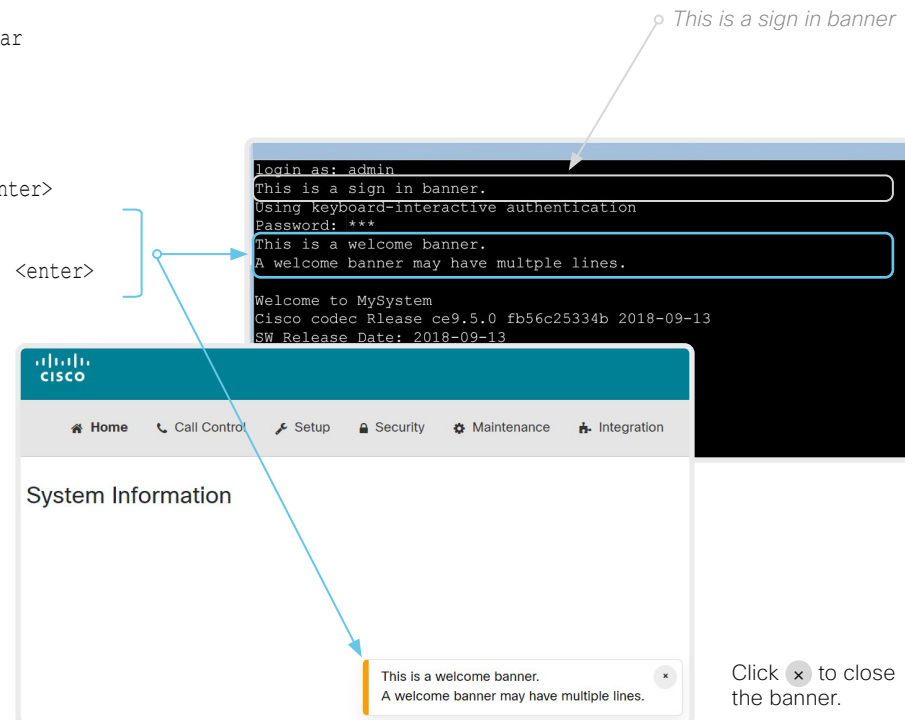 This is a sign in banner
ar
nter>
<enter>
login as: admin
This is a sign in banner.
Using keyboard-interactive authentication
Password: ***
This is a welcome banner.
A welcome banner may have multple lines.
Welcome to MySystem
Cisco codec Rlease ce9.5.0 fb56c25334b 2018-09-13
SW Release Date: 2018-09-13
CISCO
Home Call Control Setup Security Maintenance Integration
System Information
This is a welcome banner.
A welcome banner may have multiple lines.
×
Click × to close
the banner.